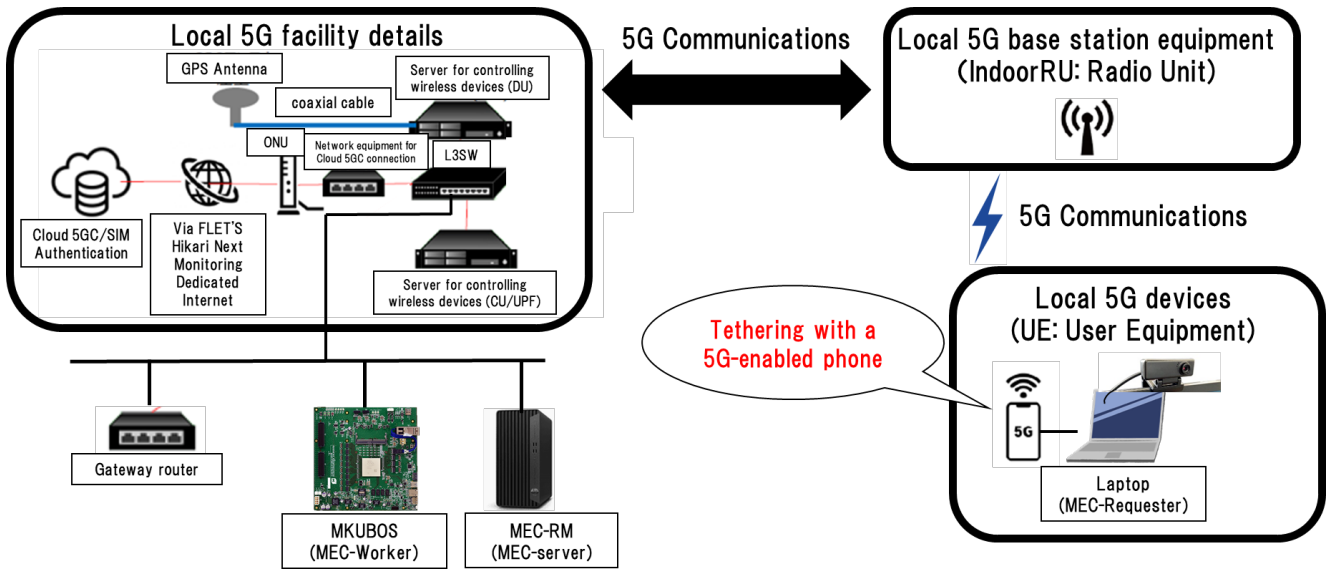 Local 5G facility details
GPS Antenna
coaxial cable
Server for controlling
wireless devices (DU)
ONU
Network equipment for
Cloud 5GC connection
L3SW
Cloud 5GC/SIM
Authentication
Via FLET'S
Hikari Next
Monitoring
Dedicated
Internet
Server for controlling
wireless devices (CU/UPF)
5G Communications
Local 5G base station equipment
(IndoorRU: Radio Unit)
5G Communications
Local 5G devices
(UE: User Equipment)
Tethering with a
5G-enabled phone
5G
Laptop
(MEC-Requester)
Gateway router
MKUBOS
(MEC-Worker)
MEC-RM
(MEC-server)